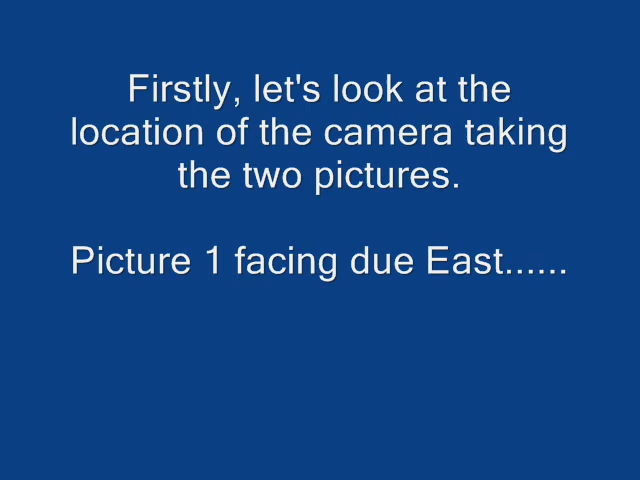 Firstly, let's look at the
location of the camera taking
the two pictures.
Picture 1 facing due East......